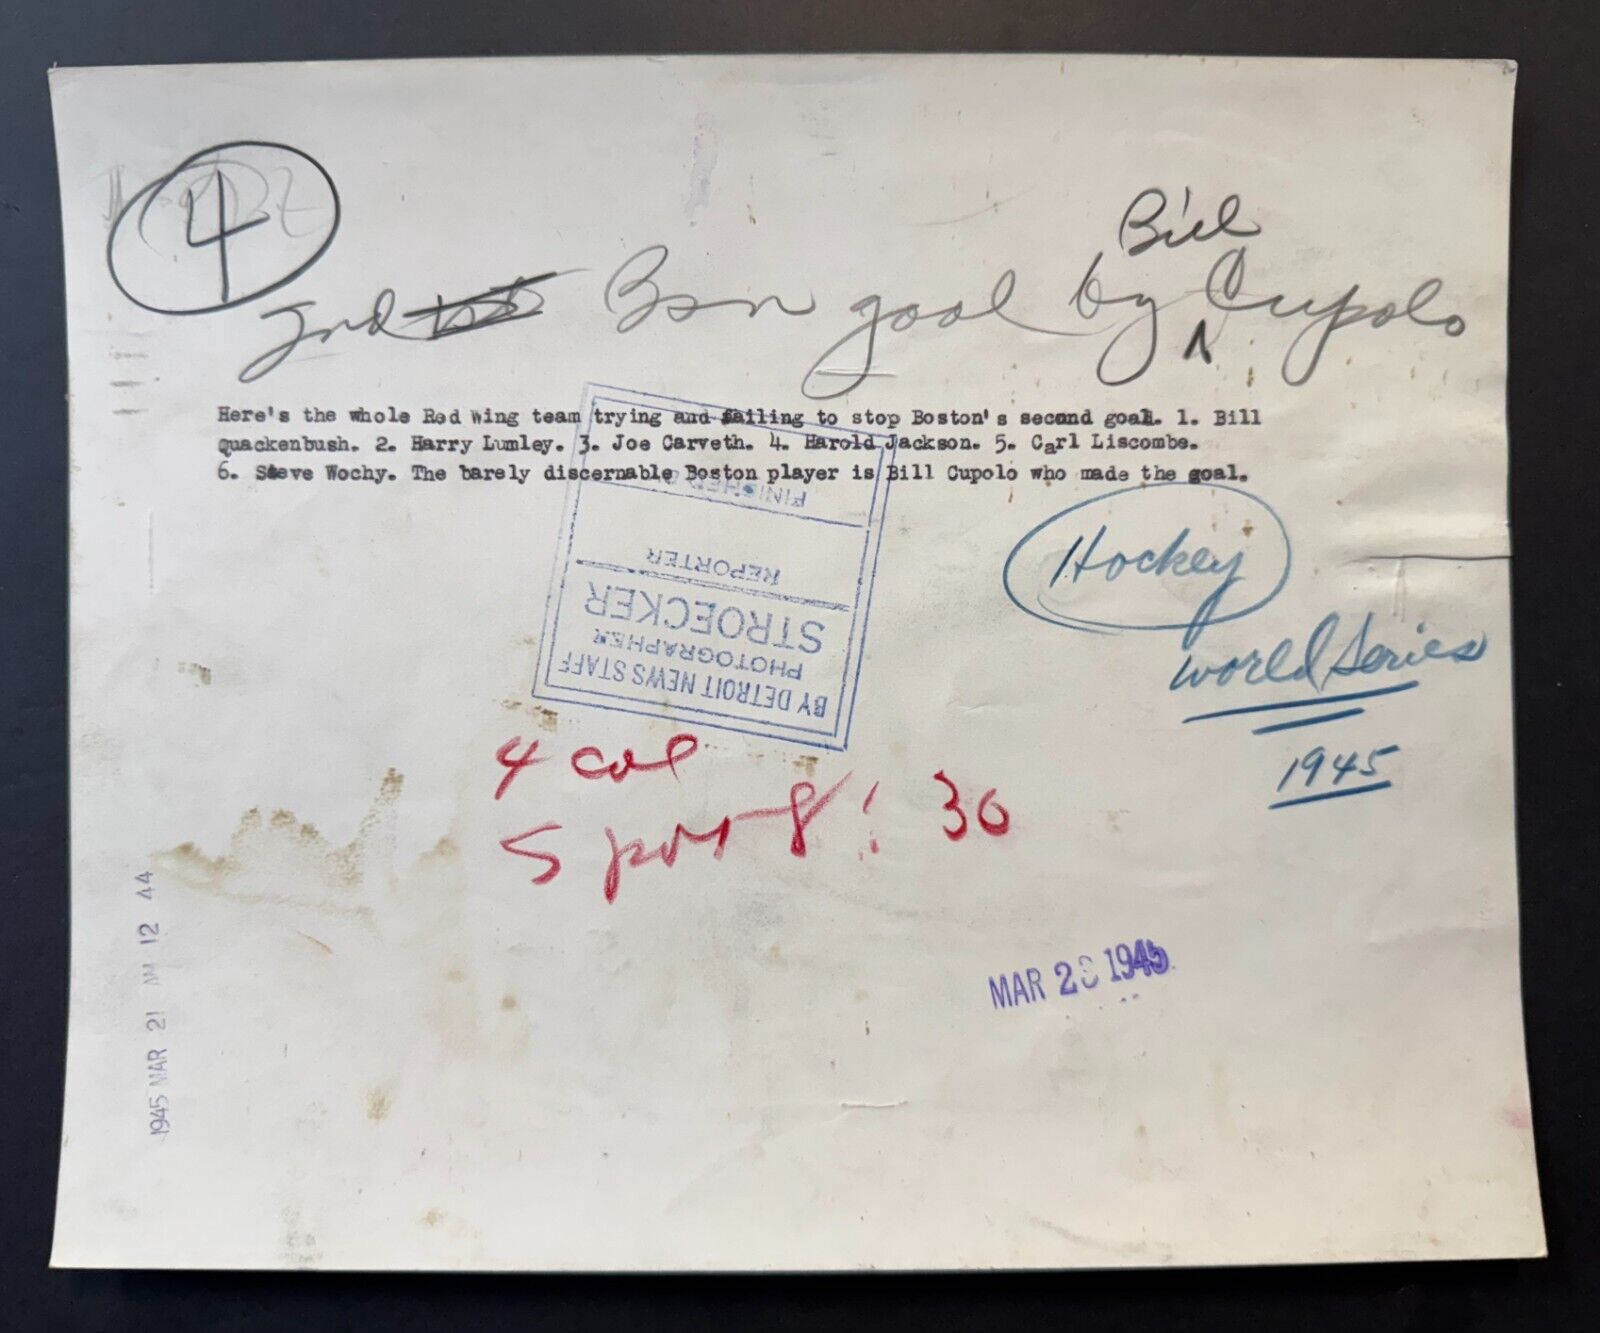 4
Bill
2nd Bsn goal by ^ Cupolo
Here's the whole Red Wing team trying and failing to stop Boston's second goal. 1. Bill
Quackenbush. 2. Harry Lumley. 3. Joe Carveth. 4. Harold Jackson. 5. Carl Liscombe.
6. Steve Wochy. The barely discernable Boston player is Bill Cupolo who made the goal.
Hockey
World Series
1945
BY DETROIT NEWS STAFF
PHOTOGRAPHER
STROECKER
REPORTER
FINISHED
4 col
Sporting 30
MAR 1945
1945 MAR 21 AM 12 44